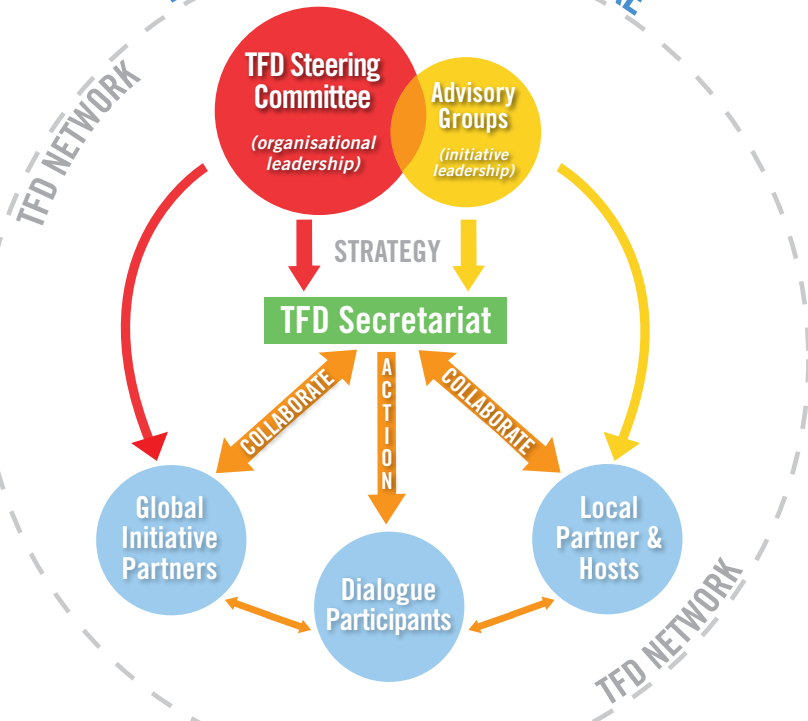 TFD NETWORK
TFD Steering
Committee
(organisational
leadership)
Advisory
Groups
(initiative
leadership)
STRATEGY
TFD Secretariat
COLLABORATE
ACTION
COLLABORATE
Global
Initiative
Partners
Local
Partner &
Hosts
Dialogue
Participants
TFD NETWORK